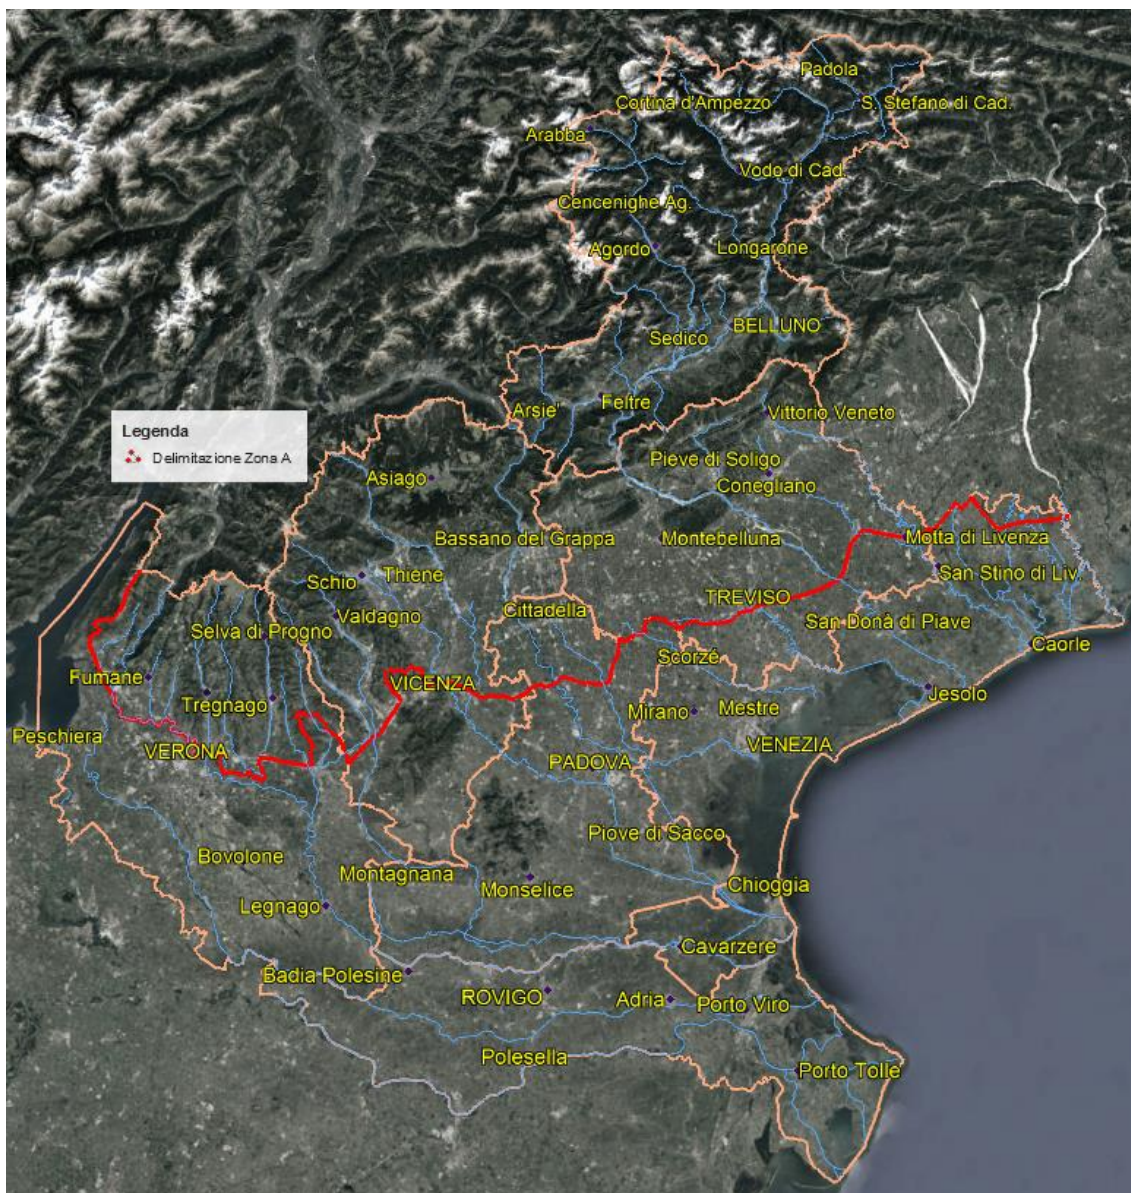 Padola
Cortina d'Ampezzo
S. Stefano di Cad.
Arabba
Vodo di Cad.
Cencenighe Ag.
Agordo
Longarone
Sedico
BELLUNO
Arsie'
Feltre
Vittorio Veneto
Legenda
Delimitazione Zona A
Asiago
Pieve di Soligo
Conegliano
Bassano del Grappa
Montebelluna
Motta di Livenza
Schio
Thiene
San Stino di Liv.
Valdagno
Cittadella
TREVISO
Selva di Progno
San Donà di Piave
Caorle
Scorzé
Fumane
VICENZA
Jesolo
Tregnago
Mirano
Mestre
Peschiera
VERONA
VENEZIA
PADOVA
Piove di Sacco
Bovolone
Montagnana
Monselice
Chioggia
Legnago
Cavarzere
Badia Polesine
ROVIGO
Adria
Porto Viro
Polesella
Porto Tolle